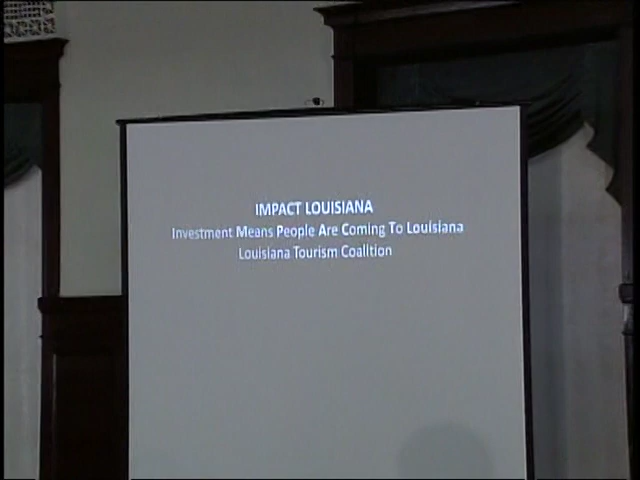 IMPACT LOUISIANA
Investment Means People Are Coming To Louisiana
Louisiana Tourism Coalition